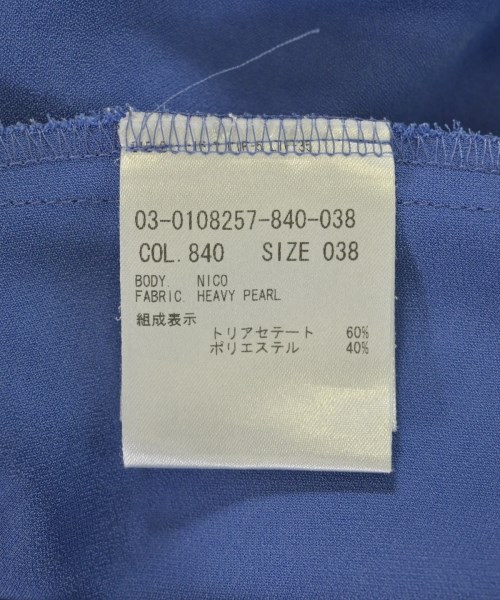 03-0108257-840-038
COL.840 SIZE 038
BODY. NICO
FABRIC. HEAVY PEARL
組成表示
トリアセテート 60%
ポリエステル 40%